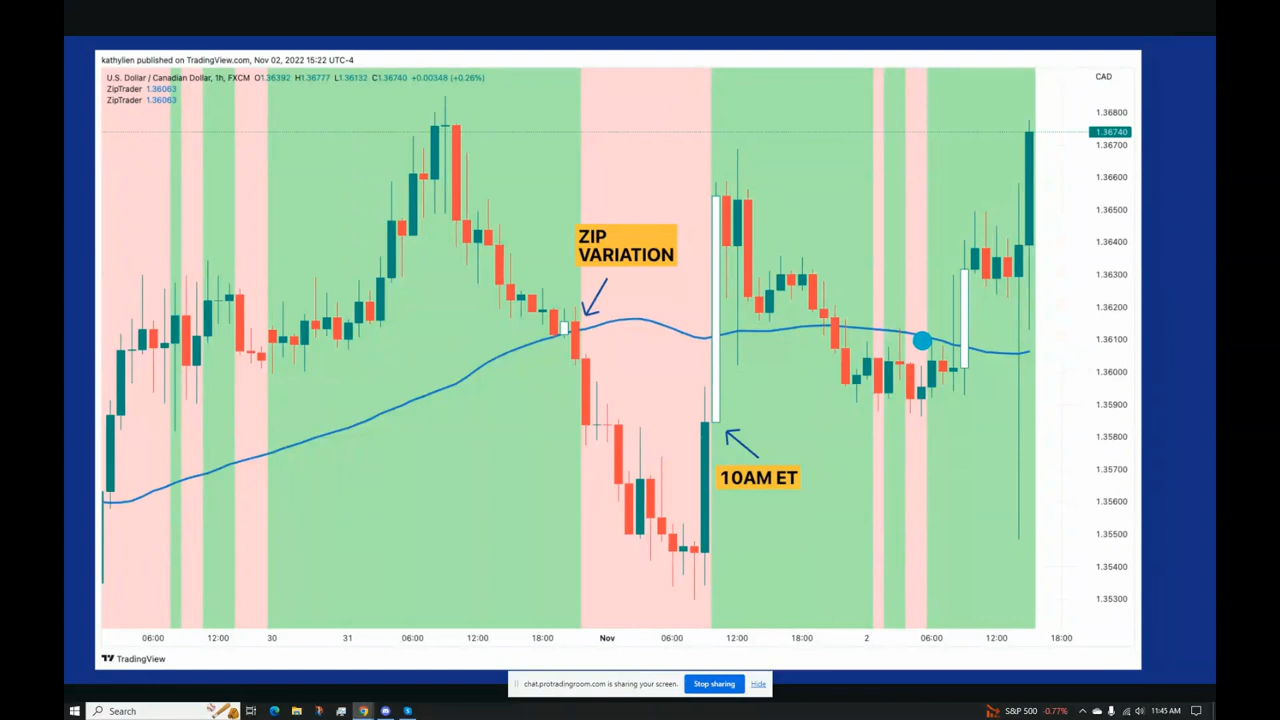 kathylien published on TradingView.com, Nov 02, 2022 15:22 UTC-4
U.S. Dollar / Canadian Dollar, 1h, FXCM O1.36392 H1.36777 L1.36132 C1.36740 +0.00348 (+0.26%)
ZipTrader 1.36063
ZipTrader 1.36063
CAD
1.36800
1.36740
1.36700
1.36600
1.36500
1.36400
1.36300
1.36200
1.36100
1.36000
1.35900
1.35800
1.35700
1.35600
1.35500
1.35400
1.35300
ZIP
VARIATION
10AM ET
06:00 12:00 30 31 06:00 12:00 18:00 Nov 06:00 12:00 18:00 2 06:00 12:00 18:00
TradingView
chat.protradingroom.com is sharing your screen. Stop sharing Hide
Search
S&P 500 -0.77%
11:45 AM